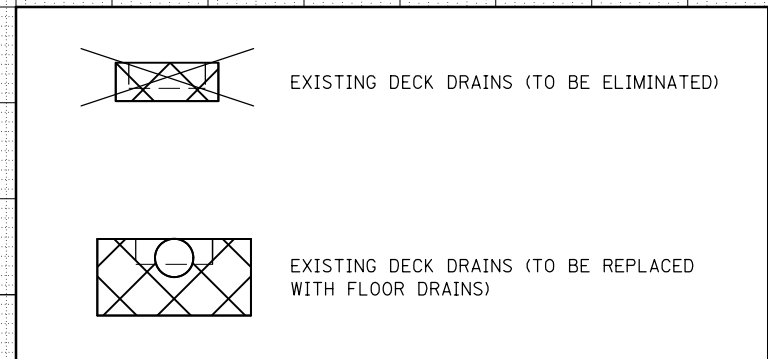 EXISTING DECK DRAINS (TO BE ELIMINATED)
EXISTING DECK DRAINS (TO BE REPLACED
WITH FLOOR DRAINS)